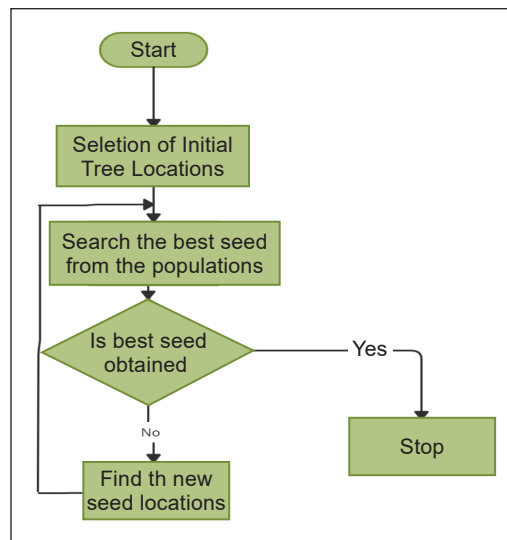 Start
Seletion of Initial
Tree Locations
Search the best seed
from the populations
Is best seed
obtained
Yes
No
Stop
Find th new
seed locations